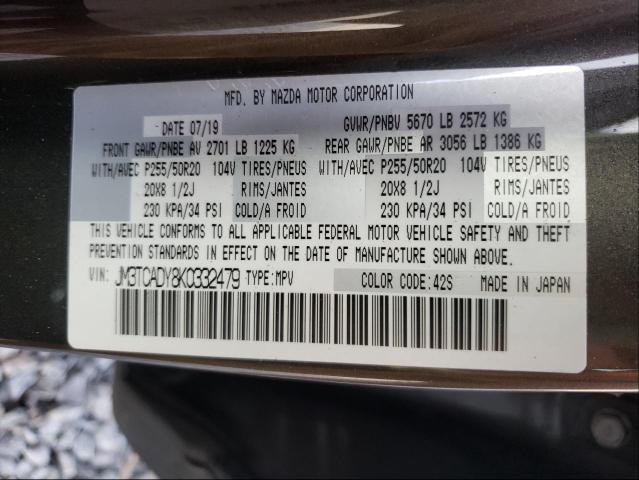 MFD. BY MAZDA MOTOR CORPORATION
DATE 07/19 GVWR/PNBV 5670 LB 2572 KG
FRONT GAWR/PNBE AV 2701 LB 1225 KG REAR GAWR/PNBE AR 3056 LB 1386 KG
WITH/AVEC P255/50R20 104V TIRES/PNEUS WITH/AVEC P255/50R20 104V TIRES/PNEUS
20X8 1/2J RIMS/JANTES 20X8 1/2J RIMS/JANTES
230 KPA/34 PSI COLD/A FROID 230 KPA/34 PSI COLD/A FROID
THIS VEHICLE CONFORMS TO ALL APPLICABLE FEDERAL MOTOR VEHICLE SAFETY AND THEFT
PREVENTION STANDARDS IN EFFECT ON THE DATE OF MANUFACTURE SHOWN ABOVE.
VIN: JM3TCADY8K0332479 TYPE:MPV COLOR CODE: 42S MADE IN JAPAN